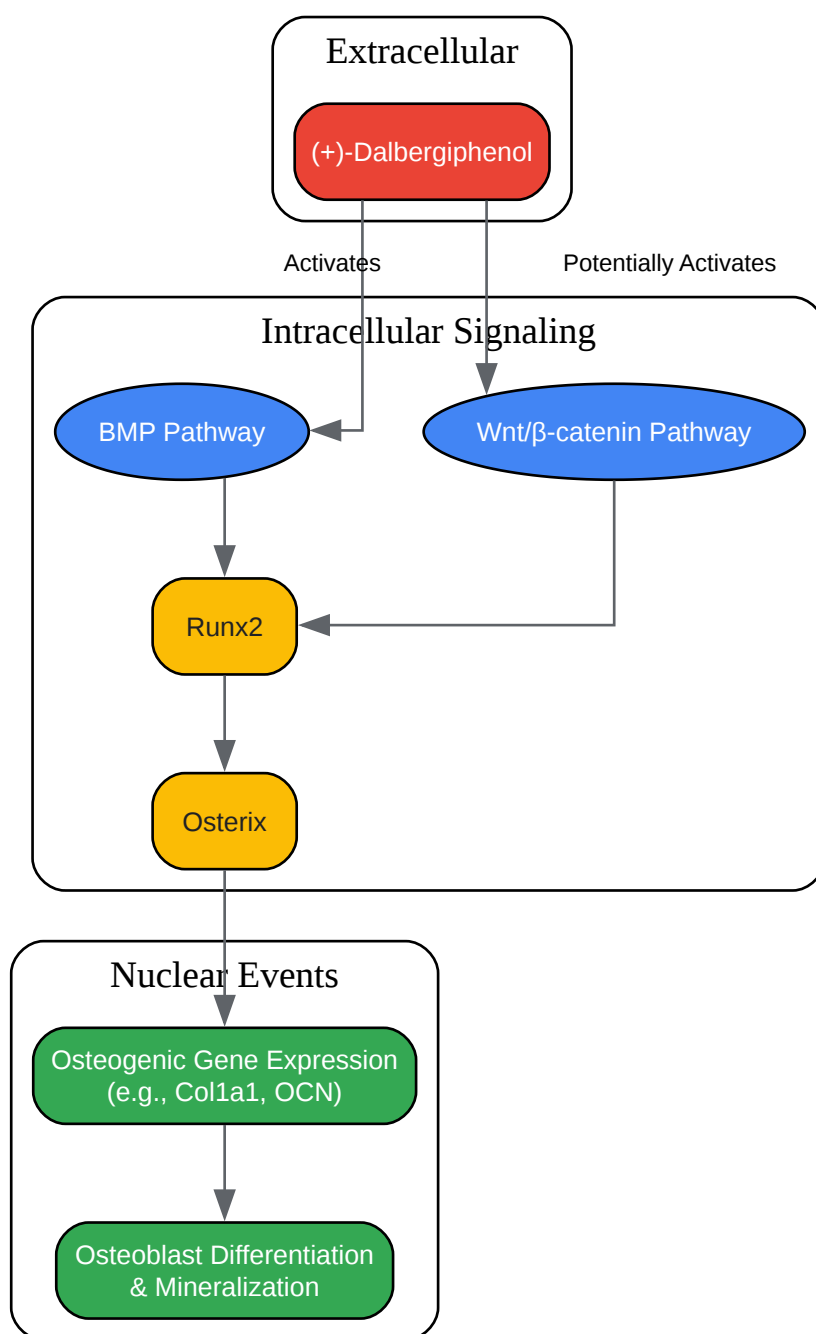 Extracellular
(+)-Dalbergiphenol
Activates
Potentially Activates
Intracellular Signaling
BMP Pathway
Wnt/β-catenin Pathway
Runx2
Osterix
Nuclear Events
Osteogenic Gene Expression
(e.g., Col1a1, OCN)
Osteoblast Differentiation
& Mineralization